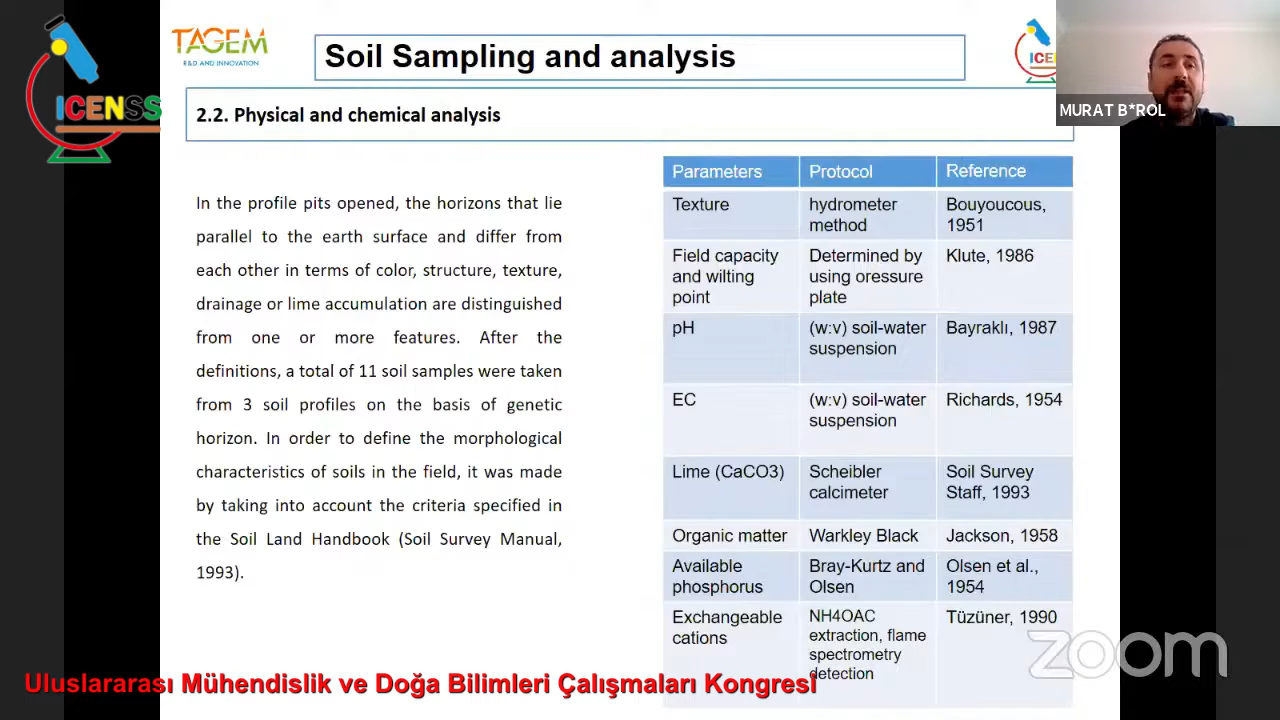 ICENSS
TAGEM
R&D AND INNOVATION
Soil Sampling and analysis
ICE
MURAT B*ROL
2.2. Physical and chemical analysis
In the profile pits opened, the horizons that lie
parallel to the earth surface and differ from
each other in terms of color, structure, texture,
drainage or lime accumulation are distinguished
from one or more features. After the
definitions, a total of 11 soil samples were taken
from 3 soil profiles on the basis of genetic
horizon. In order to define the morphological
characteristics of soils in the field, it was made
by taking into account the criteria specified in
the Soil Land Handbook (Soil Survey Manual,
1993).
Parameters Protocol Reference
Texture hydrometer Bouyoucous,
method 1951
Field capacity Determined by Klute, 1986
and wilting using oressure
point plate
pH (w:v) soil-water Bayraklı, 1987
suspension
EC (w:v) soil-water Richards, 1954
suspension
Lime (CaCO3) Scheibler Soil Survey
calcimeter Staff, 1993
Organic matter Warkley Black Jackson, 1958
Available Bray-Kurtz and Olsen et al.,
phosphorus Olsen 1954
Exchangeable NH4OAC Tüzüner, 1990
cations extraction, flame
spectrometry
detection
zoom
Uluslararası Mühendislik ve Doğa Bilimleri Çalışmaları Kongresi